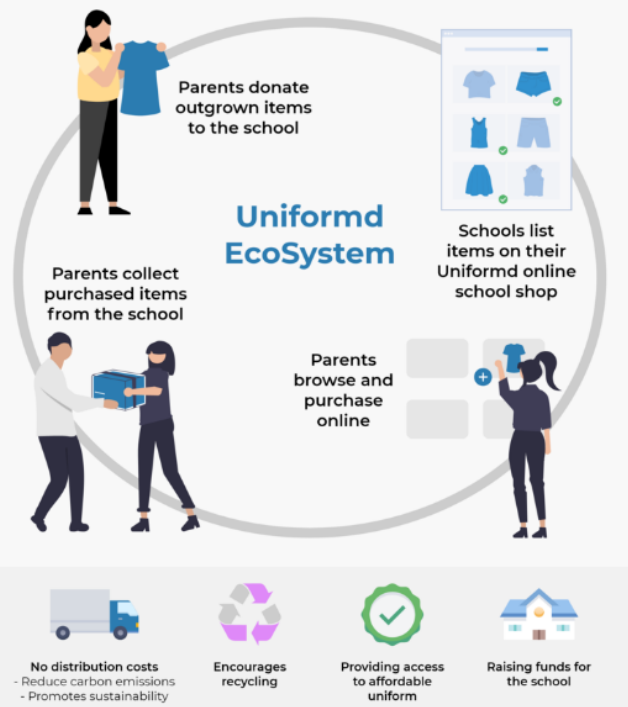 Parents donate
outgrown items
to the school
Uniformd
EcoSystem
Schools list
items on their
Uniformd online
school shop
Parents collect
purchased items
from the school
Parents
browse and
purchase
online
No distribution costs
- Reduce carbon emissions
- Promotes sustainability
Encourages
recycling
Providing access
to affordable
uniform
Raising funds for
the school